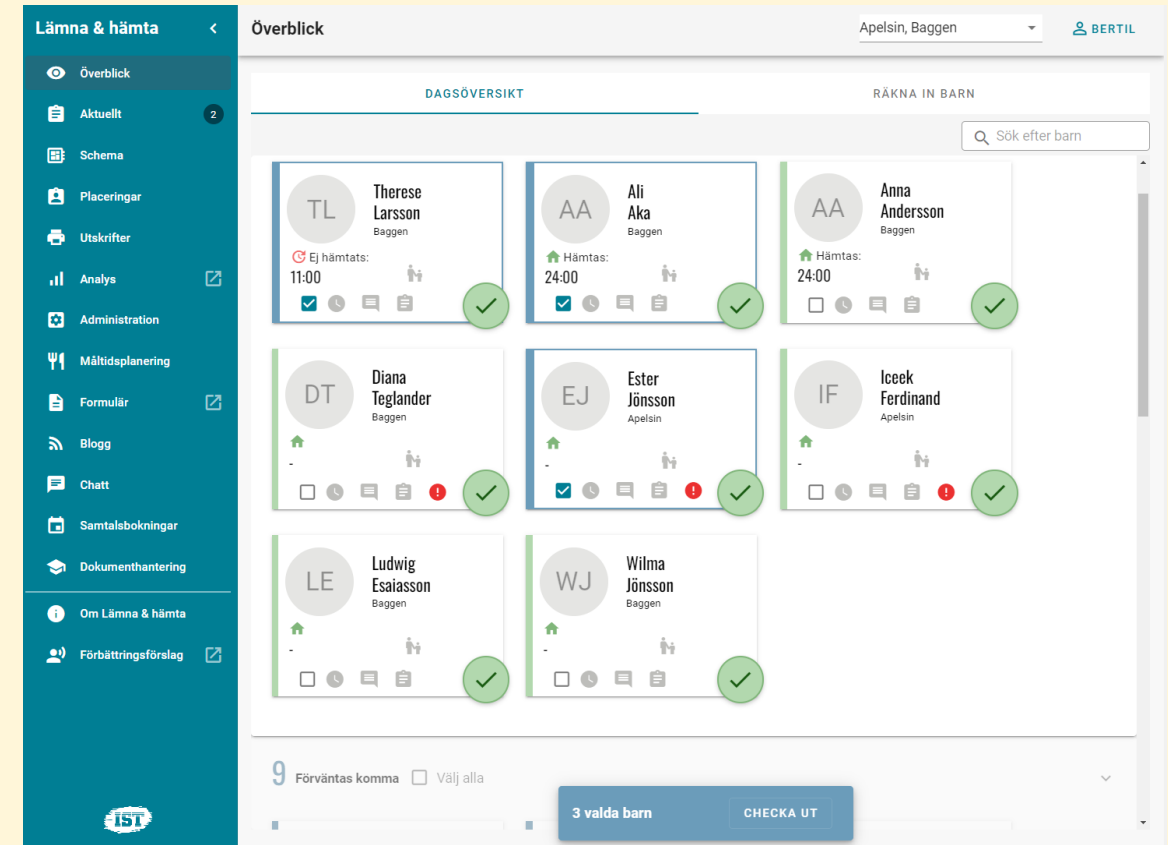 Lämna & hämta
Överblick
Aktuellt
2
Schema
Placeringar
Utskrifter
Analys
Administration
Måltidsplanering
Formulär
Blogg
Chatt
Samtalsbokningar
Dokumenthantering
Om Lämna & hämta
Förbättringsförslag
IST
Överblick
Apelsin, Baggen
BERTIL
DAGSÖVERSIKT
RÄKNA IN BARN
Sök efter barn
TL
Therese
Larsson
Baggen
Ej hämtats:
11:00
AA
Ali
Aka
Baggen
Hämtas:
24:00
AA
Anna
Andersson
Baggen
Hämtas:
24:00
DT
Diana
Teglander
Baggen
-
EJ
Ester
Jönsson
Apelsin
-
IF
Iceek
Ferdinand
Apelsin
-
LE
Ludwig
Esaiasson
Baggen
-
WJ
Wilma
Jönsson
Baggen
-
9 Förväntas komma Välj alla
3 valda barn
CHECKA UT